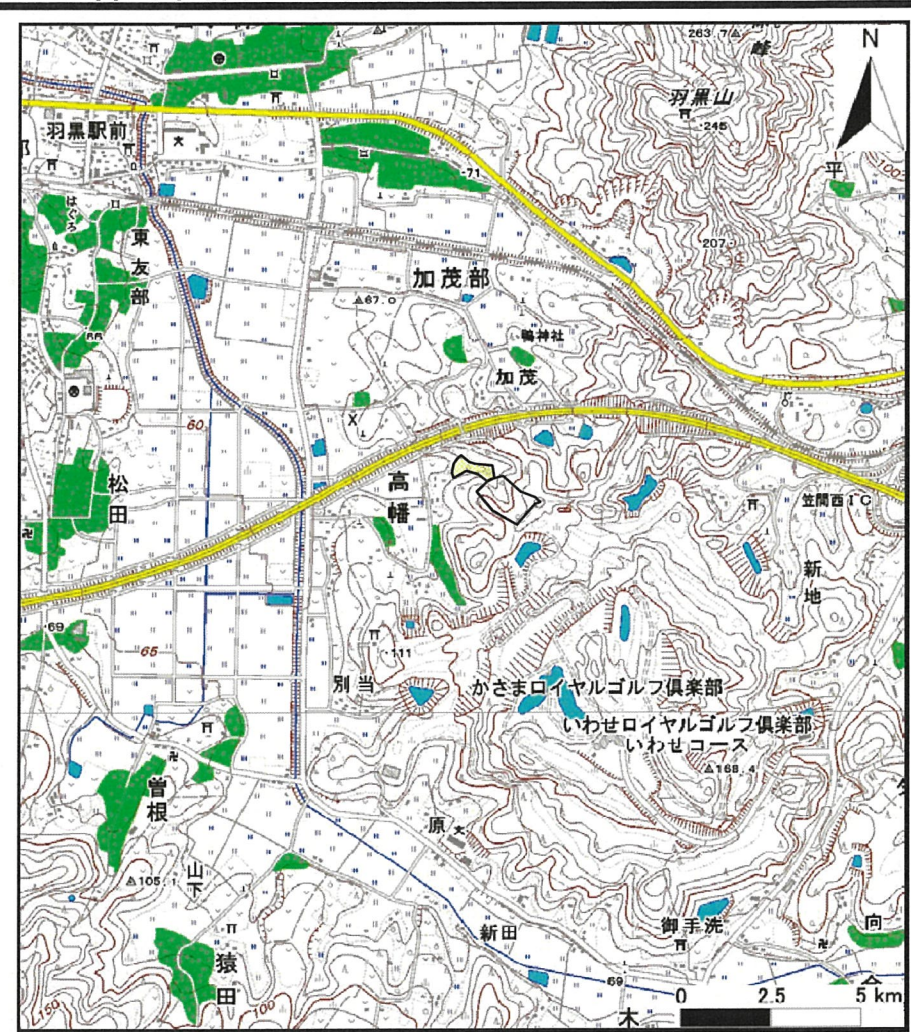 263.7
峰
N
羽黒山
246
羽黒駅前
71
平
はぐろ
東友部
207
加茂部
67.0
鴨神社
66
加茂
60
松田
高幡
笠間西IC
新地
69
65
111
別当
かさまロイヤルゴルフ倶楽部
いわせロイヤルゴルフ倶楽部
いわせコース
168.4
曽根
原
山下
105.1
御手洗
向
新田
猿田
69
150
100
木
0 2.5 5 km